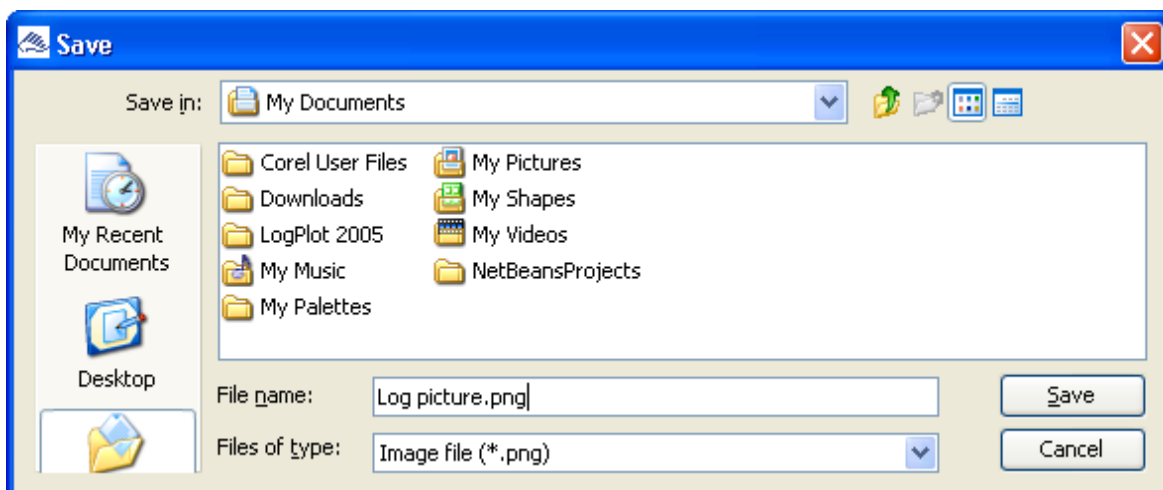 Save
Save in: My Documents
Corel User Files
Downloads
LogPlot 2005
My Music
My Palettes
My Pictures
My Shapes
My Videos
NetBeansProjects
My Recent
Documents
Desktop
File name: Log picture.png
Save
Files of type: Image file (*.png)
Cancel